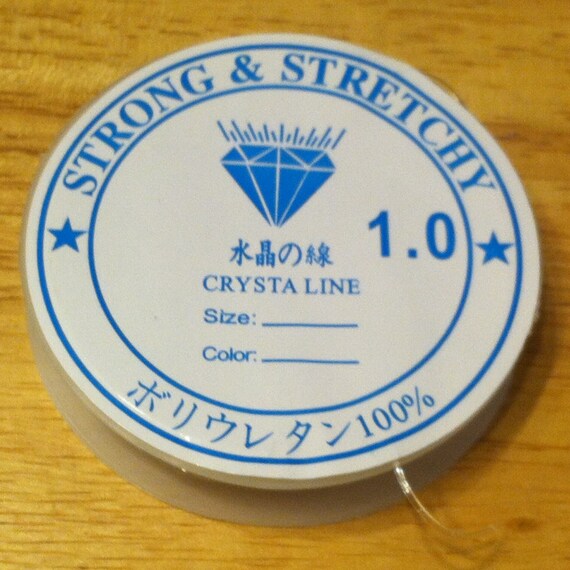 STRONG & STRETCHY
1.0
水晶の線
CRYSTA LINE
Size:
Color:
ボリウレタン100%